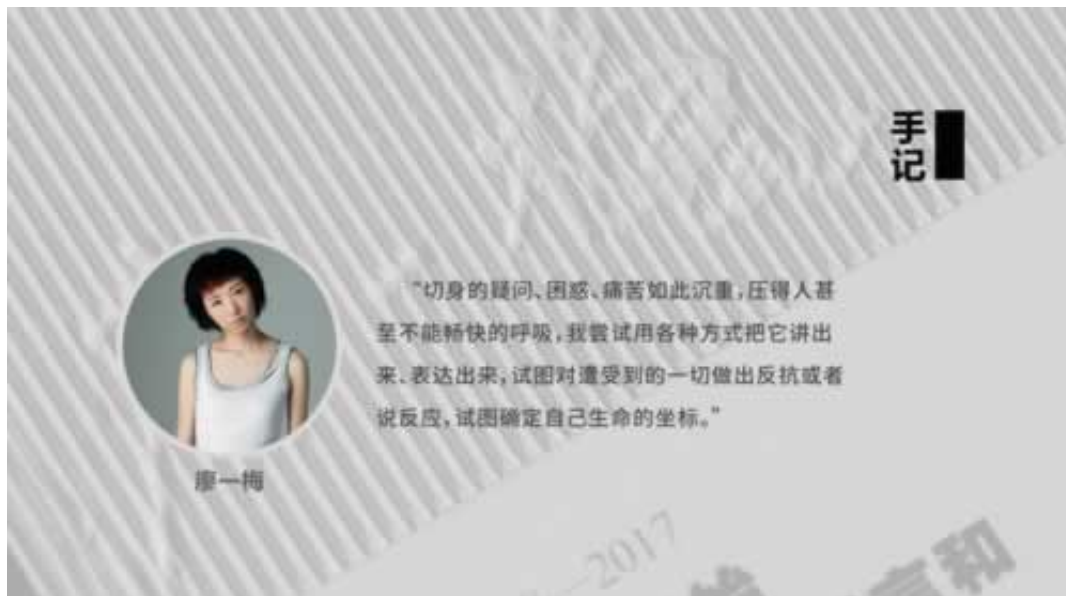 手记
“切身的疑问、困惑、痛苦如此沉重，压得人甚
至不能畅快的呼吸，我尝试用各种方式把它讲出
来、表达出来，试图对遭受到的一切做出反抗或者
说反应，试图确定自己生命的坐标。”
廖一梅
—2017